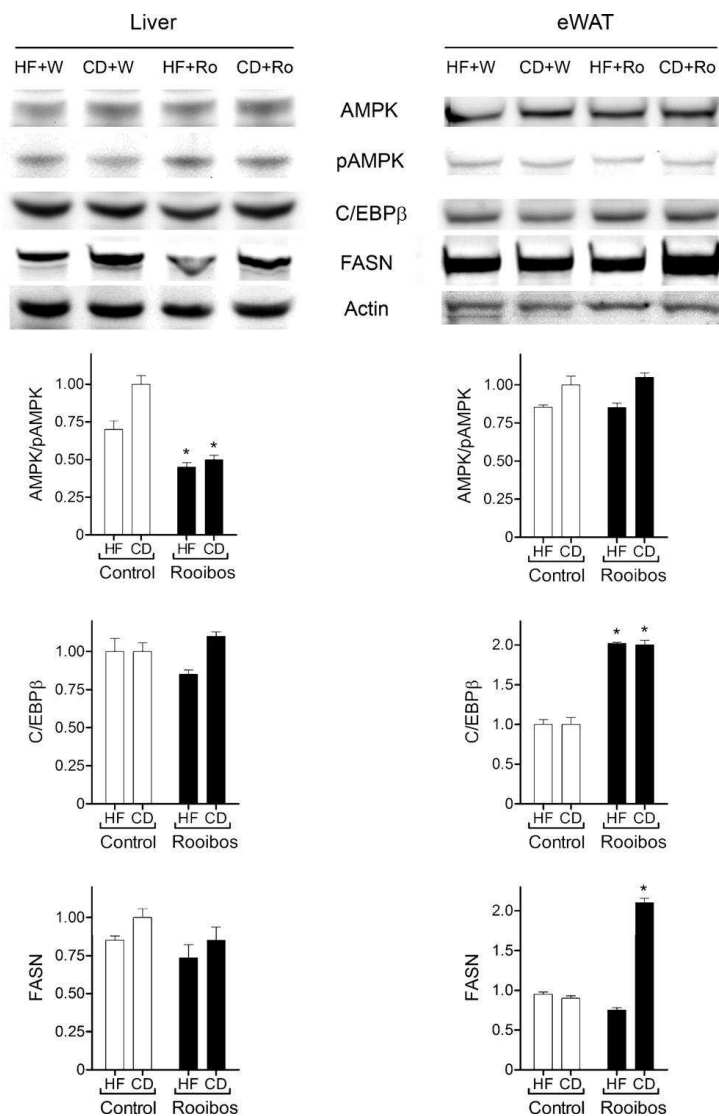 Liver eWAT
HF+W CD+W HF+Ro CD+Ro HF+W CD+W HF+Ro CD+Ro
AMPK
pAMPK
C/EBPβ
FASN
Actin
AMPK/pAMPK
1.00
0.75
0.50
0.25
0
* *
HF CD HF CD
Control Rooibos
AMPK/pAMPK
1.00
0.75
0.50
0.25
0
HF CD HF CD
Control Rooibos
C/EBPβ
1.00
0.75
0.50
0.25
0
HF CD HF CD
Control Rooibos
C/EBPβ
2.0
1.0
0.5
0
* *
HF CD HF CD
Control Rooibos
FASN
1.00
0.75
0.50
0.25
0
HF CD HF CD
Control Rooibos
FASN
2.0
1.0
0.5
0
*
HF CD HF CD
Control Rooibos